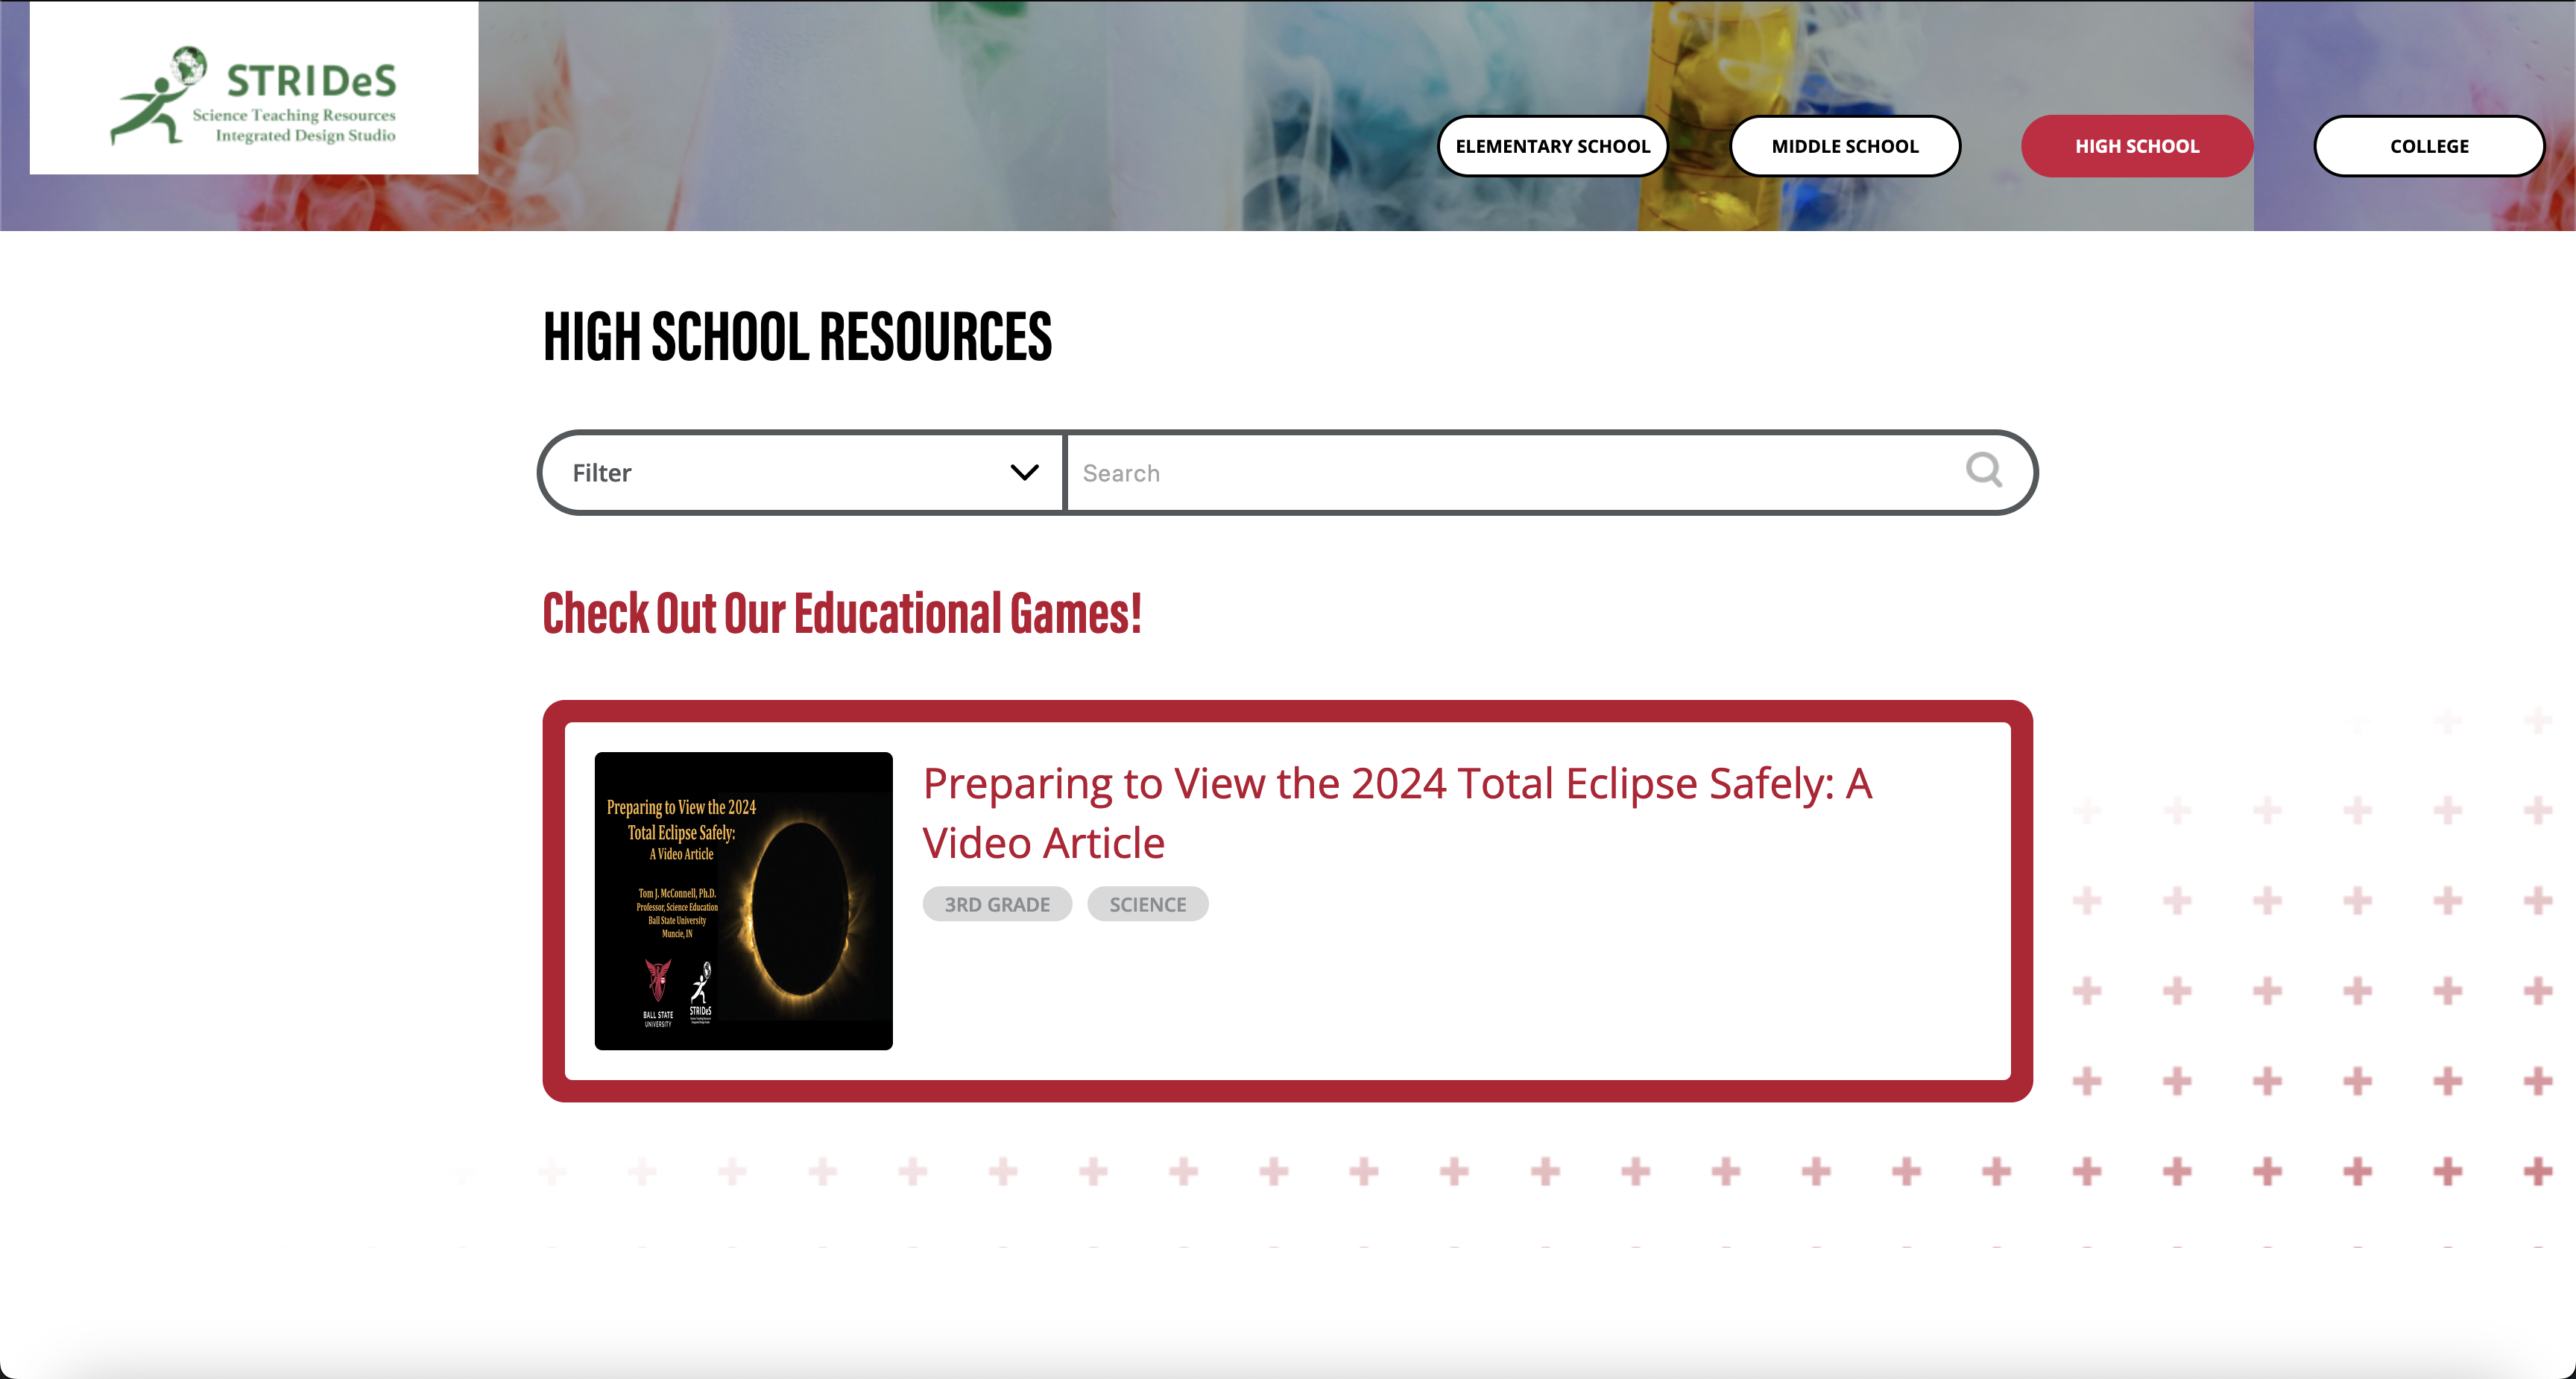 STRIDeS
Science Teaching Resources
Integrated Design Studio
ELEMENTARY SCHOOL
MIDDLE SCHOOL
HIGH SCHOOL
COLLEGE
HIGH SCHOOL RESOURCES
Filter
Search
Check Out Our Educational Games!
Preparing to View the 2024
Total Eclipse Safely:
A Video Article
Tom J. McConnell, Ph.D.
Professor, Science Education
Ball State University
Muncie, IN
BALL STATE
UNIVERSITY
STRIDeS
Preparing to View the 2024 Total Eclipse Safely: A
Video Article
3RD GRADE
SCIENCE